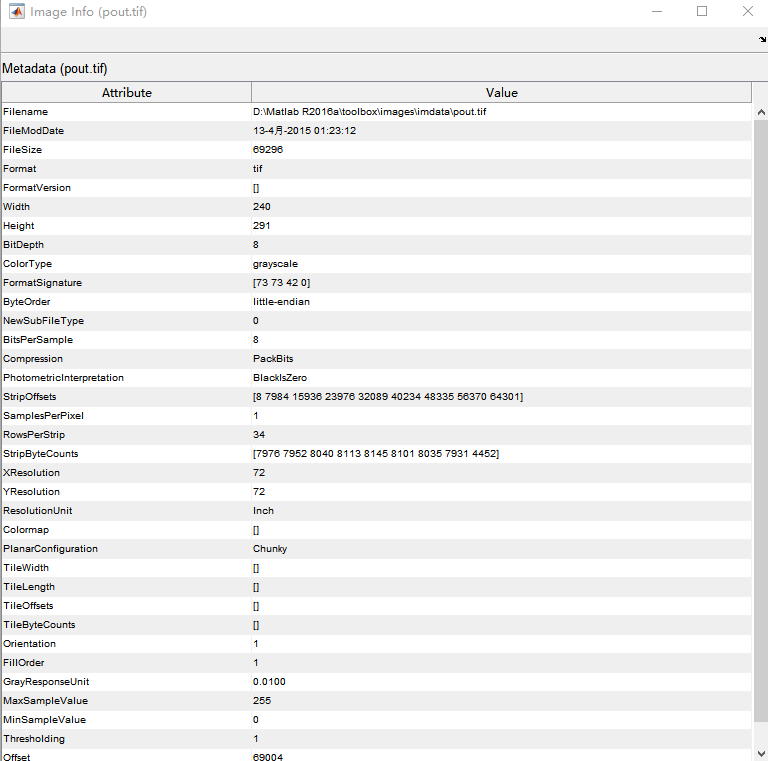 Image Info (pout.tif)
Metadata (pout.tif)
Attribute Value
Filename D:\Matlab R2016a\toolbox\images\imdata\pout.tif
FileModDate 13-4月-2015 01:23:12
FileSize 69296
Format tif
FormatVersion []
Width 240
Height 291
BitDepth 8
ColorType grayscale
FormatSignature [73 73 42 0]
ByteOrder little-endian
NewSubFileType 0
BitsPerSample 8
Compression PackBits
PhotometricInterpretation BlackIsZero
StripOffsets [8 7984 15936 23976 32089 40234 48335 56370 64301]
SamplesPerPixel 1
RowsPerStrip 34
StripByteCounts [7976 7952 8040 8113 8145 8101 8035 7931 4452]
XResolution 72
YResolution 72
ResolutionUnit Inch
Colormap []
PlanarConfiguration Chunky
TileWidth []
TileLength []
TileOffsets []
TileByteCounts []
Orientation 1
FillOrder 1
GrayResponseUnit 0.0100
MaxSampleValue 255
MinSampleValue 0
Thresholding 1
Offset 69004